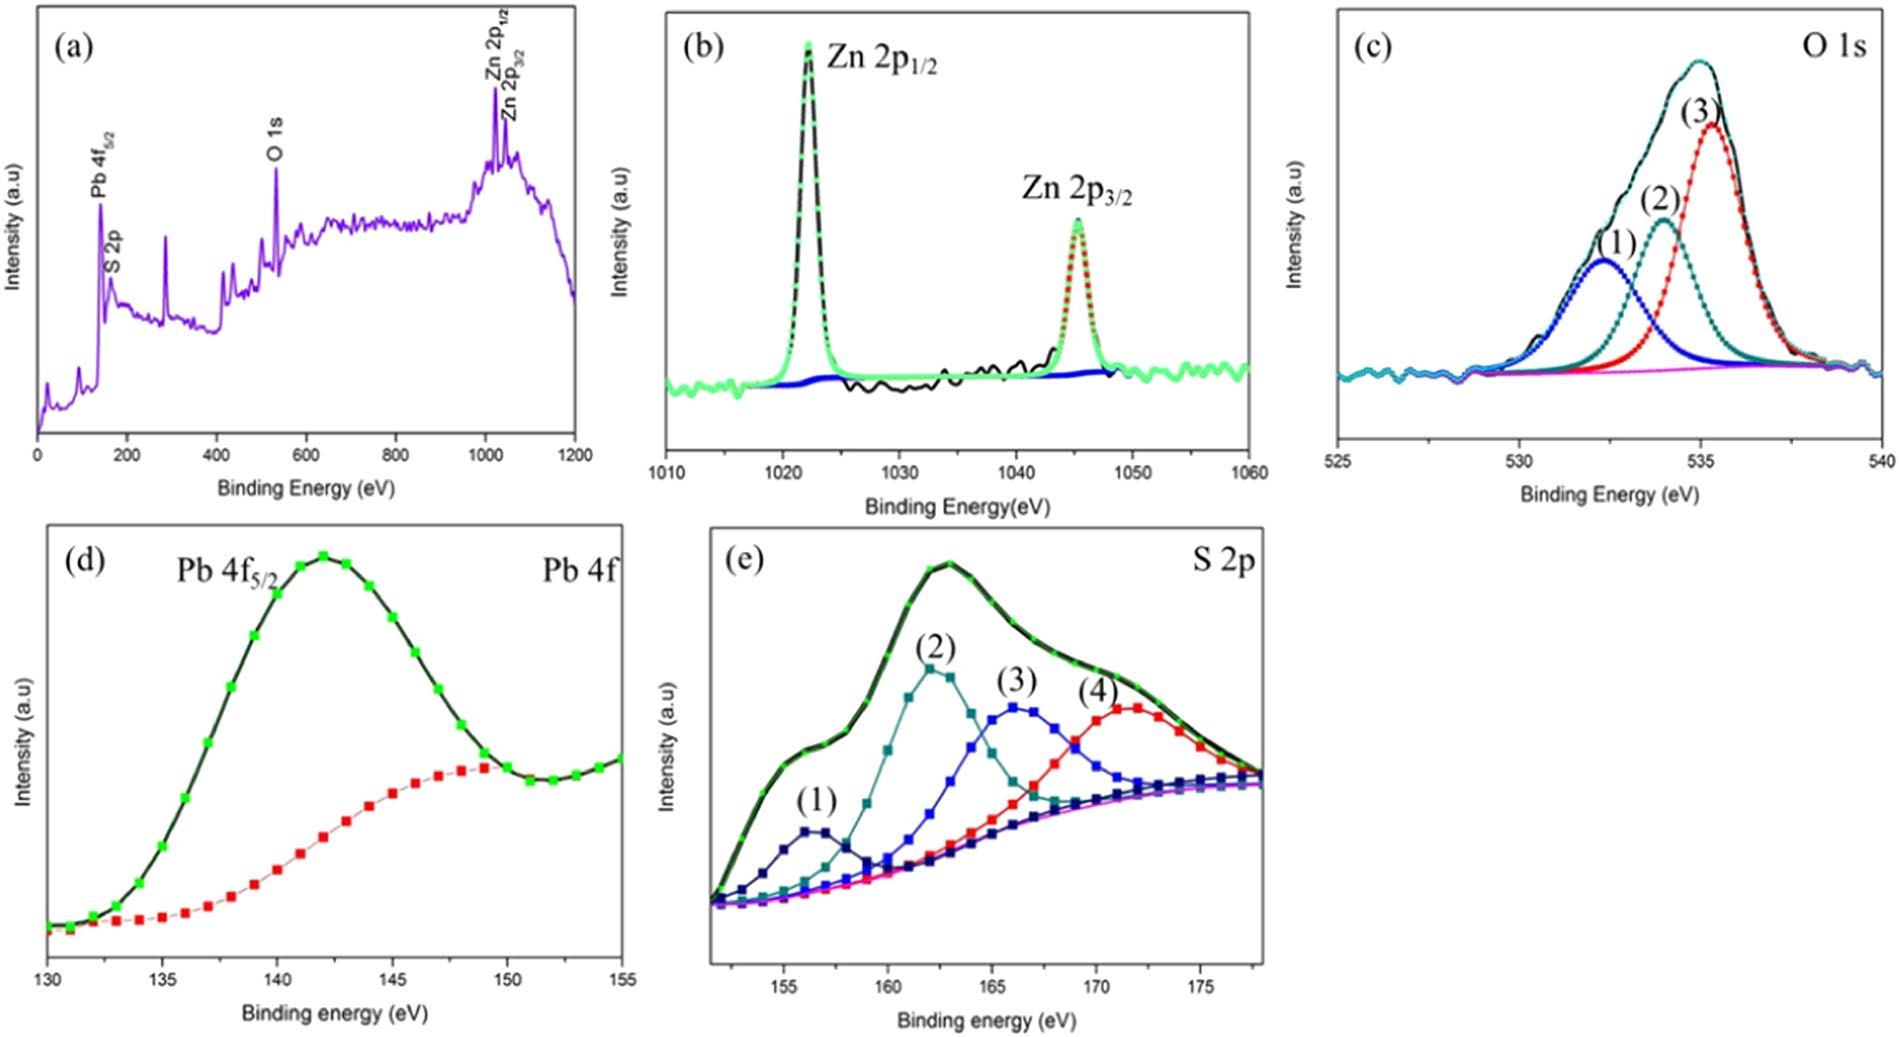 (a)
Zn 2p1/2
Zn 2p3/2
O 1s
Pb 4f5/2
S 2p
Intensity (a.u)
0 200 400 600 800 1000 1200
Binding Energy (eV)
(b)
Zn 2p1/2
Zn 2p3/2
Intensity (a.u)
1010 1020 1030 1040 1050 1060
Binding Energy(eV)
(c)
O 1s
(3)
(2)
(1)
Intensity (a.u)
525 530 535 540
Binding Energy (eV)
(d)
Pb 4f5/2
Pb 4f
Intensity (a.u)
130 135 140 145 150 155
Binding energy (eV)
(e)
S 2p
(2)
(3)
(4)
(1)
Intensity (a.u)
155 160 165 170 175
Binding energy (eV)